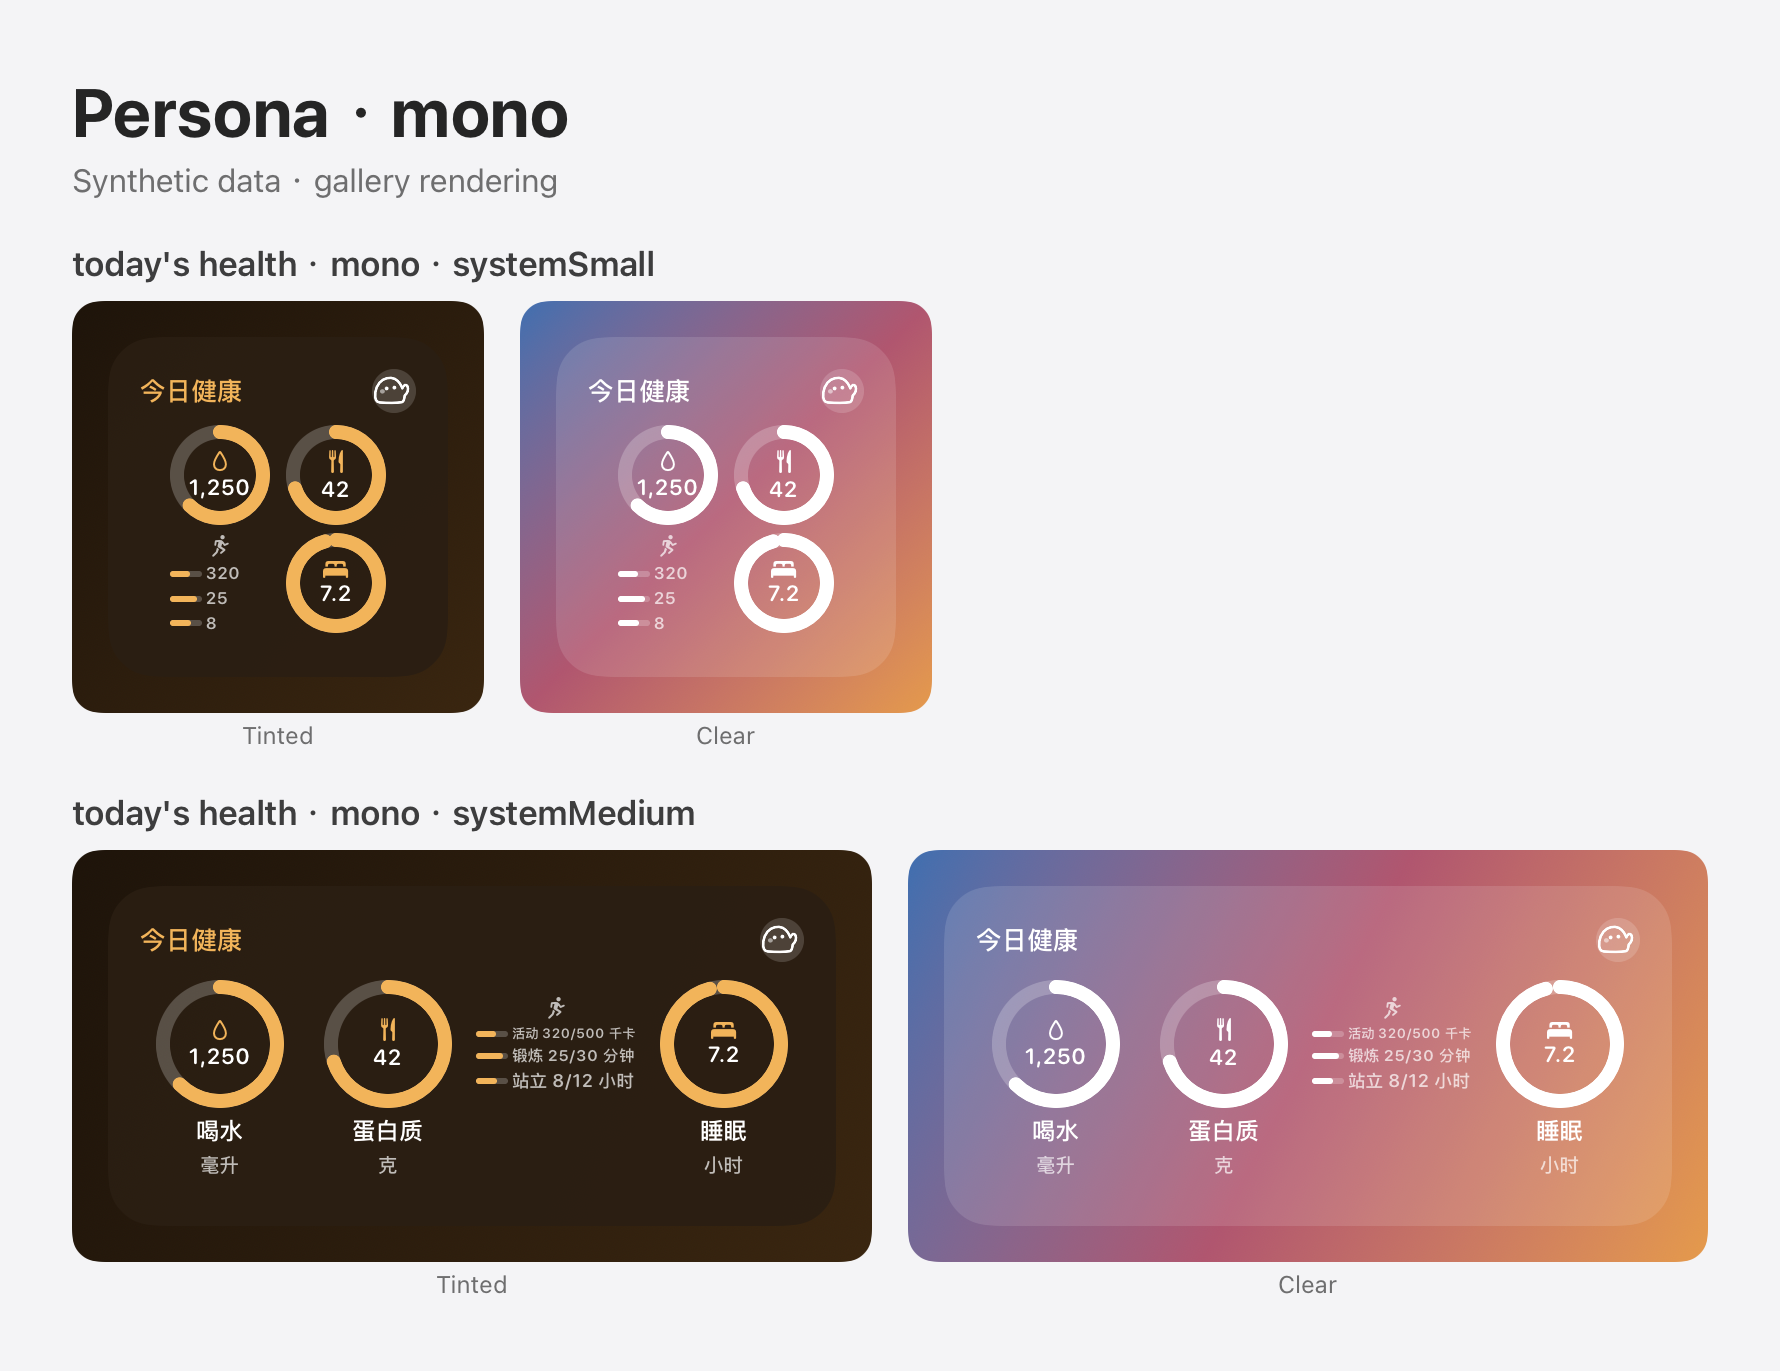 Persona · mono
Synthetic data · gallery rendering
today's health · mono · systemSmall
今日健康
1,250
42
320
25
8
7.2
Tinted
今日健康
1,250
42
320
25
8
7.2
Clear
today's health · mono · systemMedium
今日健康
1,250
喝水
毫升
42
蛋白质
克
活动 320/500 千卡
锻炼 25/30 分钟
站立 8/12 小时
7.2
睡眠
小时
Tinted
今日健康
1,250
喝水
毫升
42
蛋白质
克
活动 320/500 千卡
锻炼 25/30 分钟
站立 8/12 小时
7.2
睡眠
小时
Clear